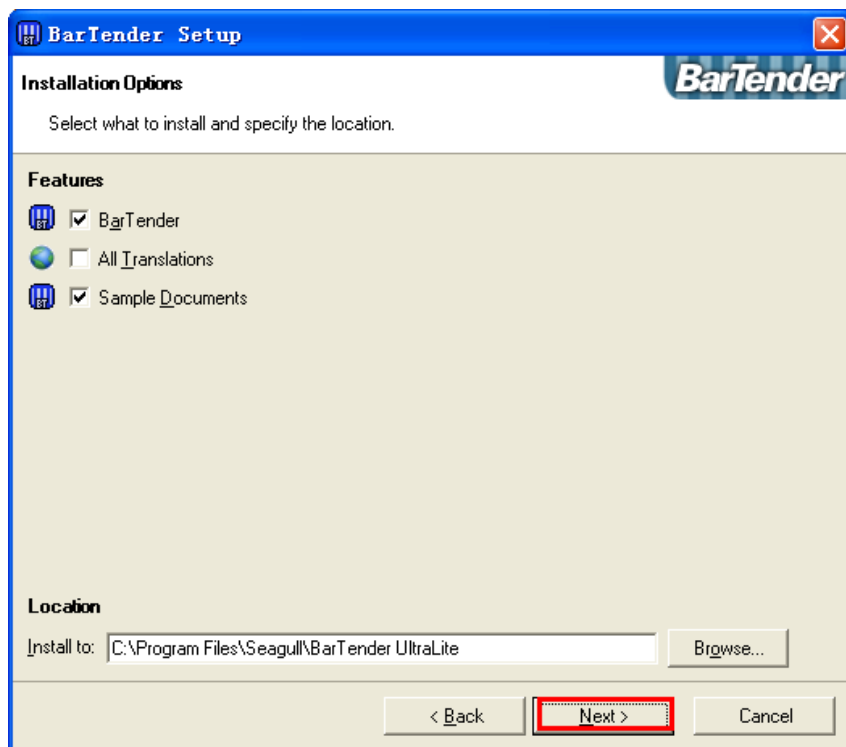 BarTender Setup
Installation Options
BarTender
Select what to install and specify the location.
Features
BarTender
All Translations
Sample Documents
Location
Install to: C:\Program Files\Seagull\BarTender UltraLite Browse...
< Back Next > Cancel